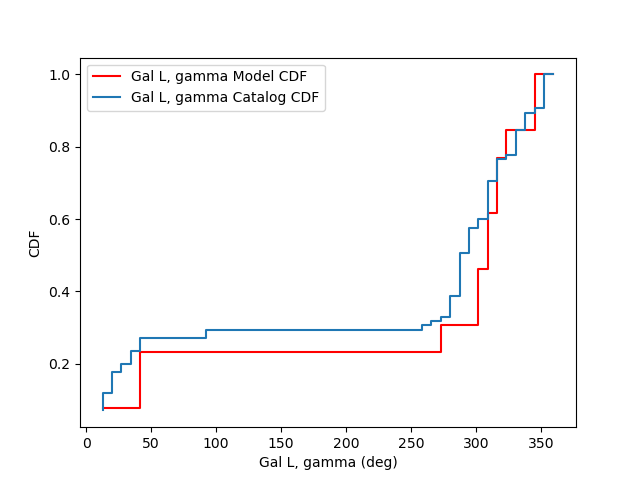 Gal L, gamma Model CDF
Gal L, gamma Catalog CDF
1.0
0.8
0.6
0.4
0.2
CDF
0 50 100 150 200 250 300 350
Gal L, gamma (deg)